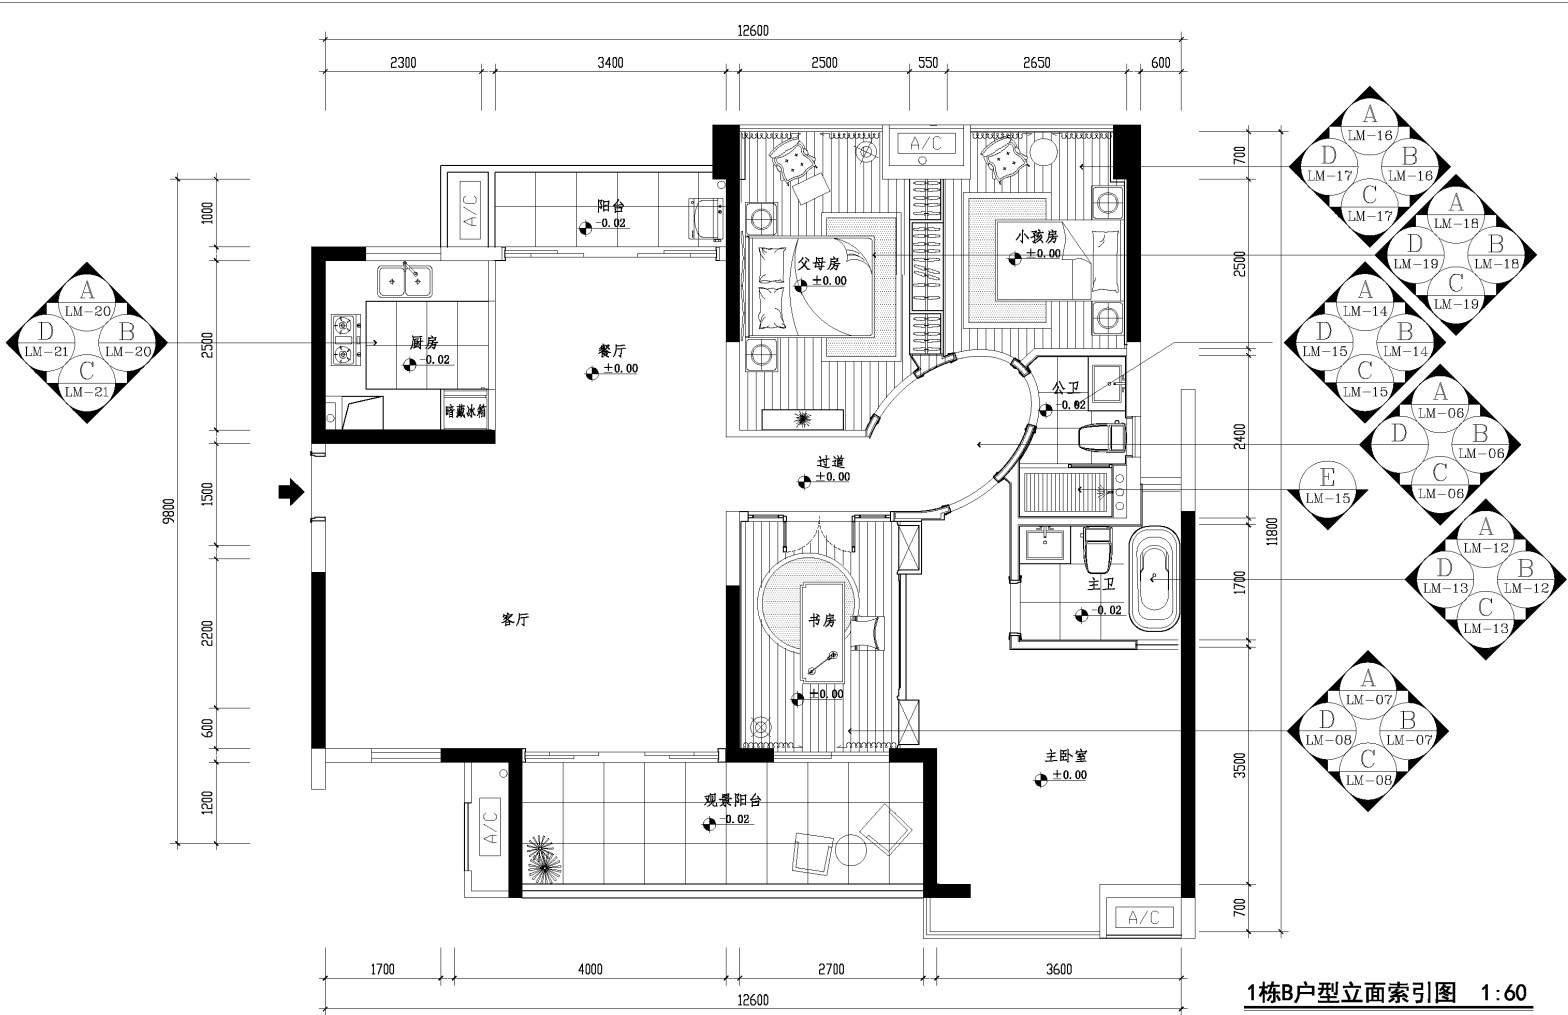 12600
2300 3400 2500 550 2650 600
A/C
A/C
阳台
-0.02
小孩房
±0.00
父母房
±0.00
厨房
-0.02
餐厅
±0.00
暗藏冰箱
公卫
-0.02
过道
±0.00
主卫
-0.02
客厅
书房
±0.00
主卧室
±0.00
观景阳台
-0.02
A/C
A/C
1000
2500
1500
2200
600
1200
9800
700
2500
2400
1700
3500
700
11800
A
LM-20
D
LM-21
B
LM-20
C
LM-21
A
LM-16
D
LM-17
B
LM-16
C
LM-17
A
LM-18
D
LM-19
B
LM-18
C
LM-19
A
LM-14
D
LM-15
B
LM-14
C
LM-15
A
LM-06
D
B
LM-06
C
LM-06
E
LM-15
A
LM-12
D
LM-13
B
LM-12
C
LM-13
A
LM-07
D
LM-08
B
LM-07
C
LM-08
1700 4000 2700 3600
12600
1栋B户型立面索引图 1:60